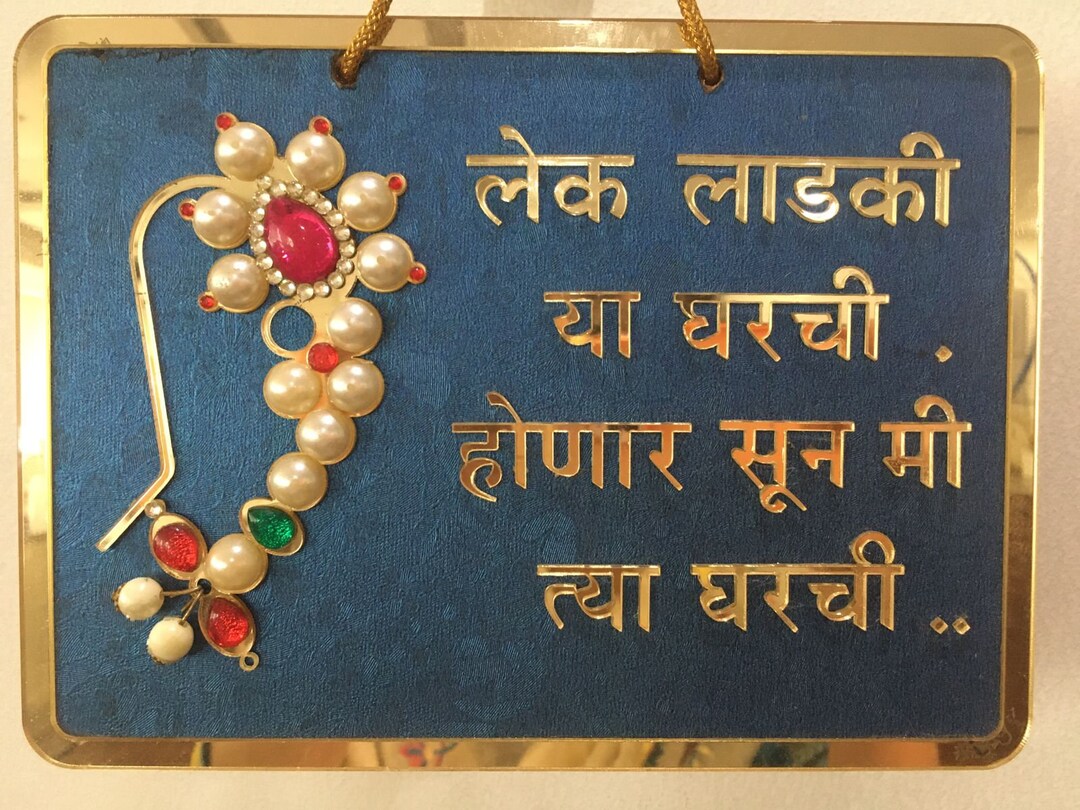 लेक लाडकी
या घरची .
होणार सून मी
त्या घरची ..